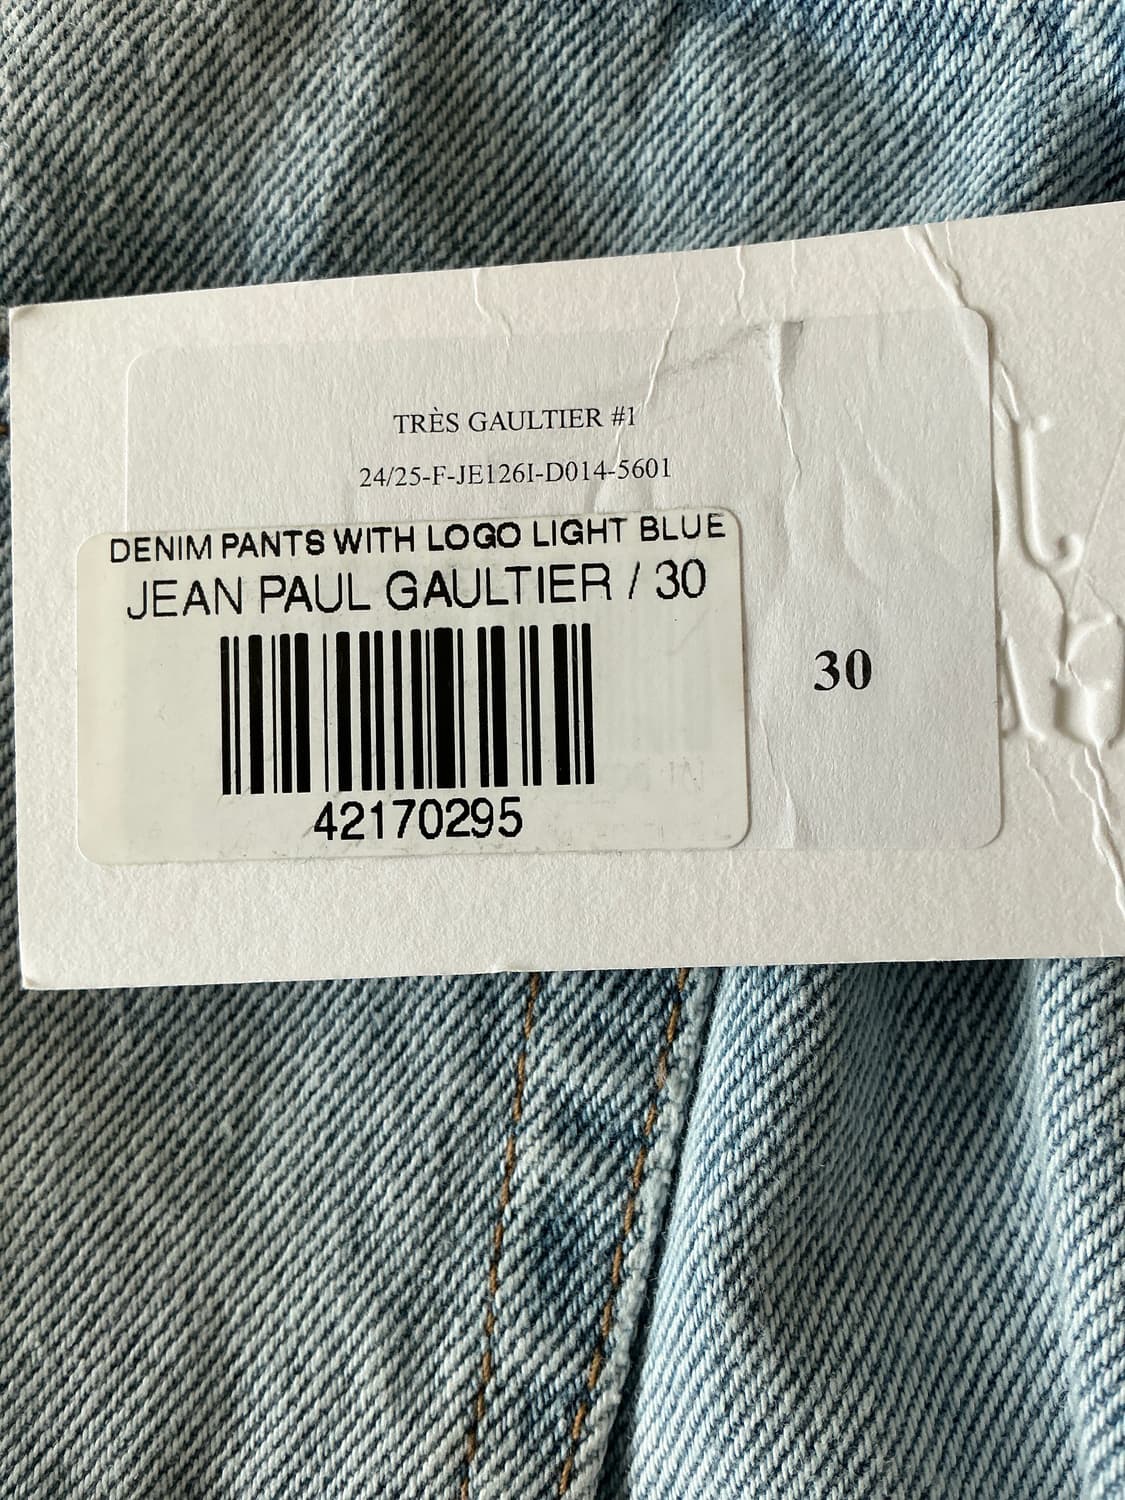 TRÈS GAULTIER #1
24/25-F-JE126I-D014-5601
DENIM PANTS WITH LOGO LIGHT BLUE
JEAN PAUL GAULTIER / 30
30
42170295